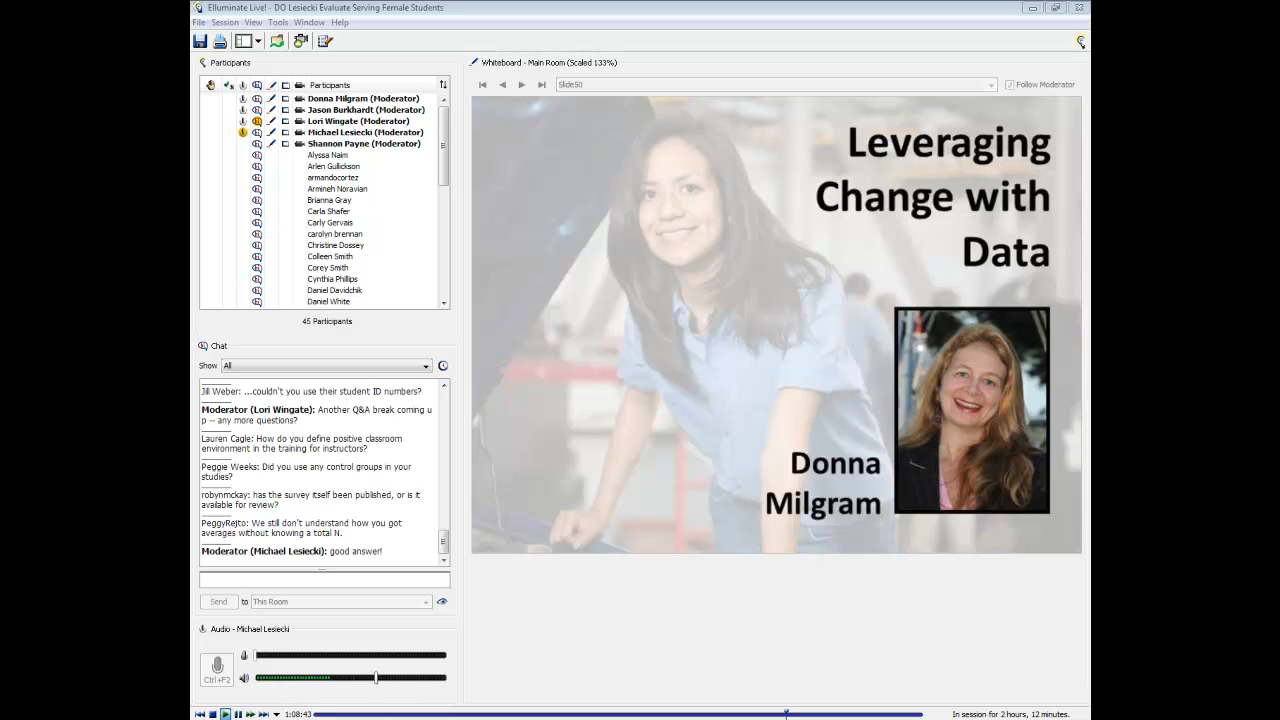 Elluminate Live! - DO Lesiecki Evaluate Serving Female Students
File Session View Tools Window Help
Participants
Participants
Donna Milgram (Moderator)
Jason Burkhardt (Moderator)
Lori Wingate (Moderator)
Michael Lesiecki (Moderator)
Shannon Payne (Moderator)
Alyssa Naim
Arlen Gullickson
armandocortez
Armineh Noravian
Brianna Gray
Carla Shafer
Carly Gervais
carolyn brennan
Christine Dossey
Colleen Smith
Corey Smith
Cynthia Phillips
Daniel Davidchik
Daniel White
45 Participants
Chat
Show All
Jill Weber: ...couldn't you use their student ID numbers?
Moderator (Lori Wingate): Another Q&A break coming u
p -- any more questions?
Lauren Cagle: How do you define positive classroom
environment in the training for instructors?
Peggie Weeks: Did you use any control groups in your
studies?
robynmckay: has the survey itself been published, or is it
available for review?
PeggyRejto: We still don't understand how you got
averages without knowing a total N.
Moderator (Michael Lesiecki): good answer!
Send to This Room
Audio - Michael Lesiecki
Ctrl+F2
1:08:43
In session for 2 hours, 12 minutes.
Whiteboard - Main Room (Scaled 133%)
Slide50
Follow Moderator
Leveraging
Change with
Data
Donna
Milgram